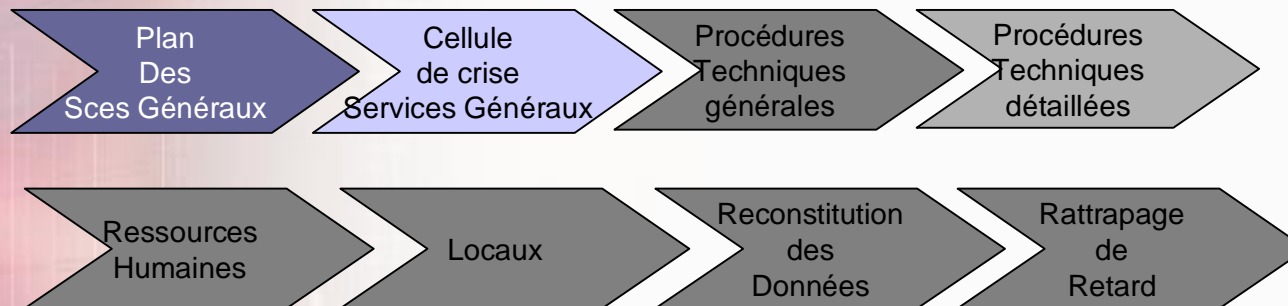 Plan
Des
Sces Généraux
Cellule
de crise
Services Généraux
Procédures
Techniques
générales
Procédures
Techniques
détaillées
Ressources
Humaines
Locaux
Reconstitution
des
Données
Rattrapage
de
Retard